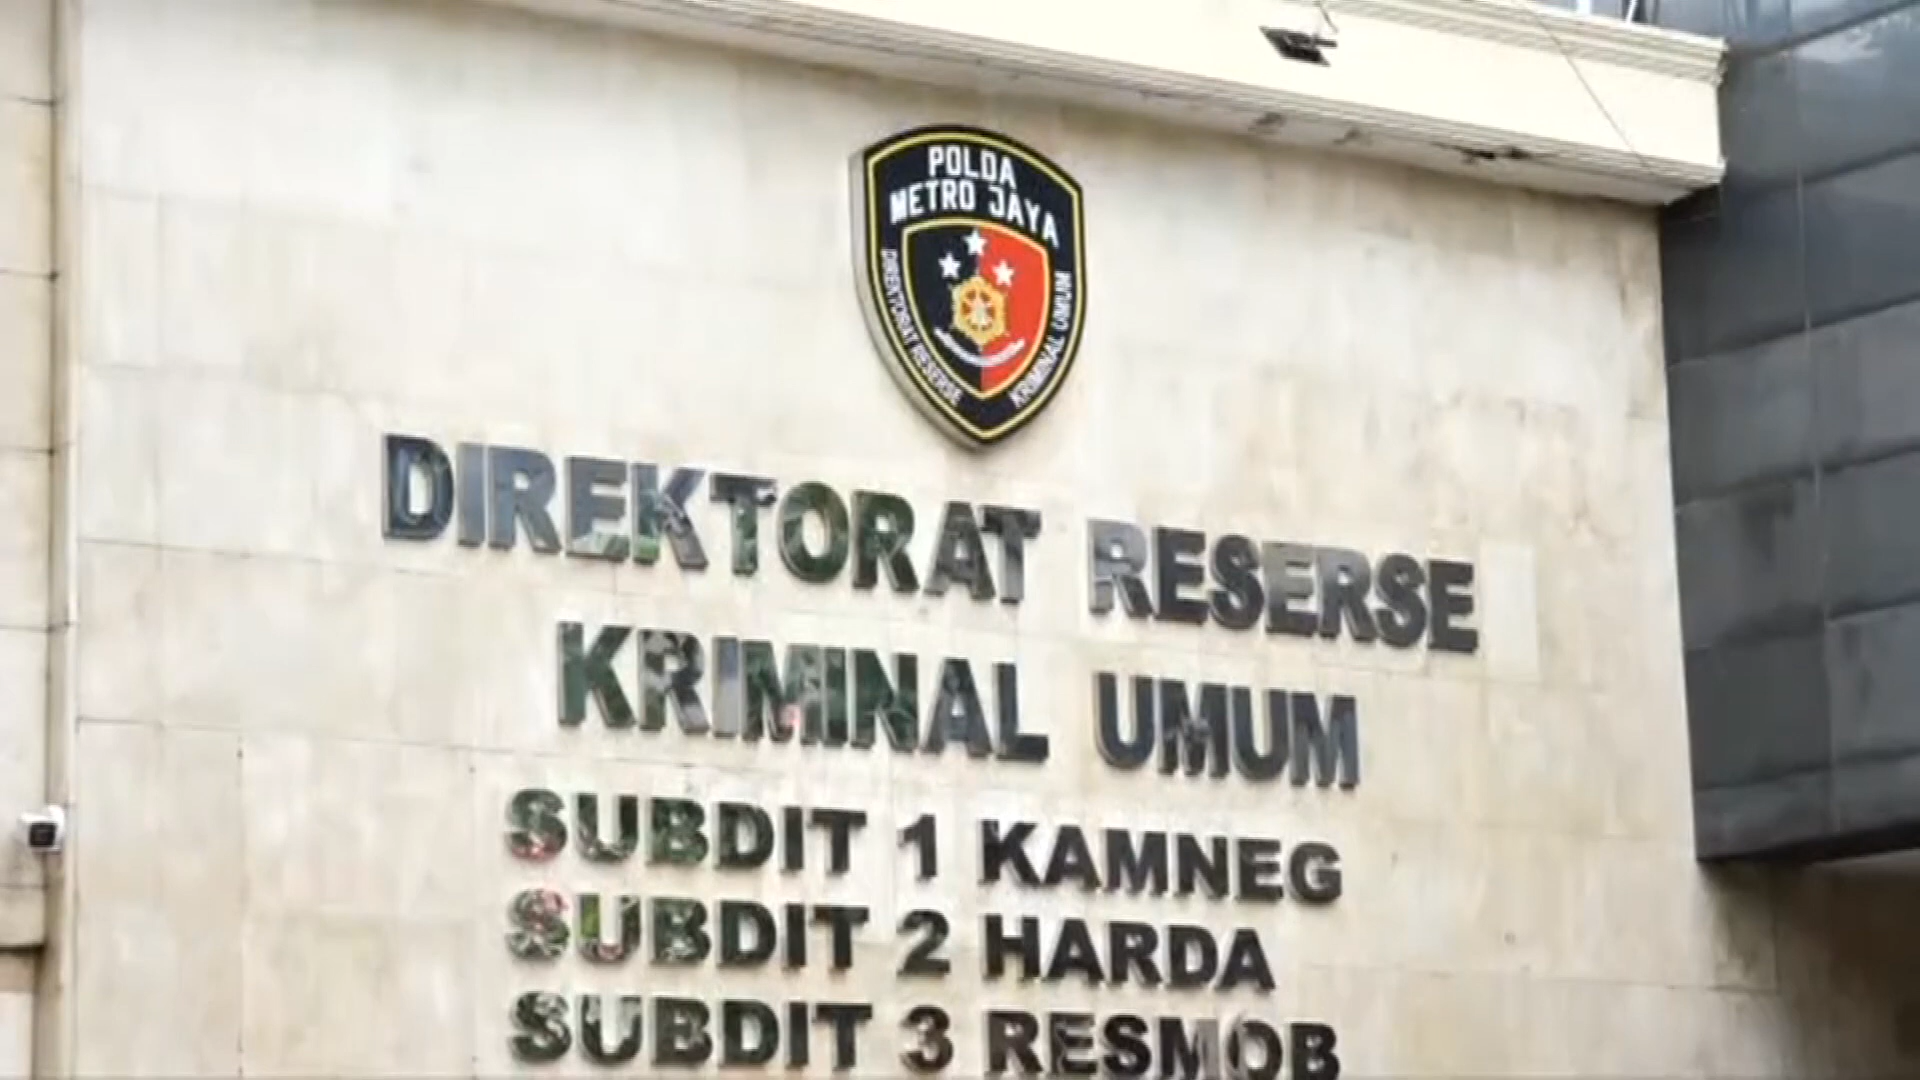 POLDA
METRO JAYA
DIREKTORAT RESERSE
KRIMINAL UMUM
DIREKTORAT RESERSE
KRIMINAL UMUM
SUBDIT 1 KAMNEG
SUBDIT 2 HARDA
SUBDIT 3 RESMOB